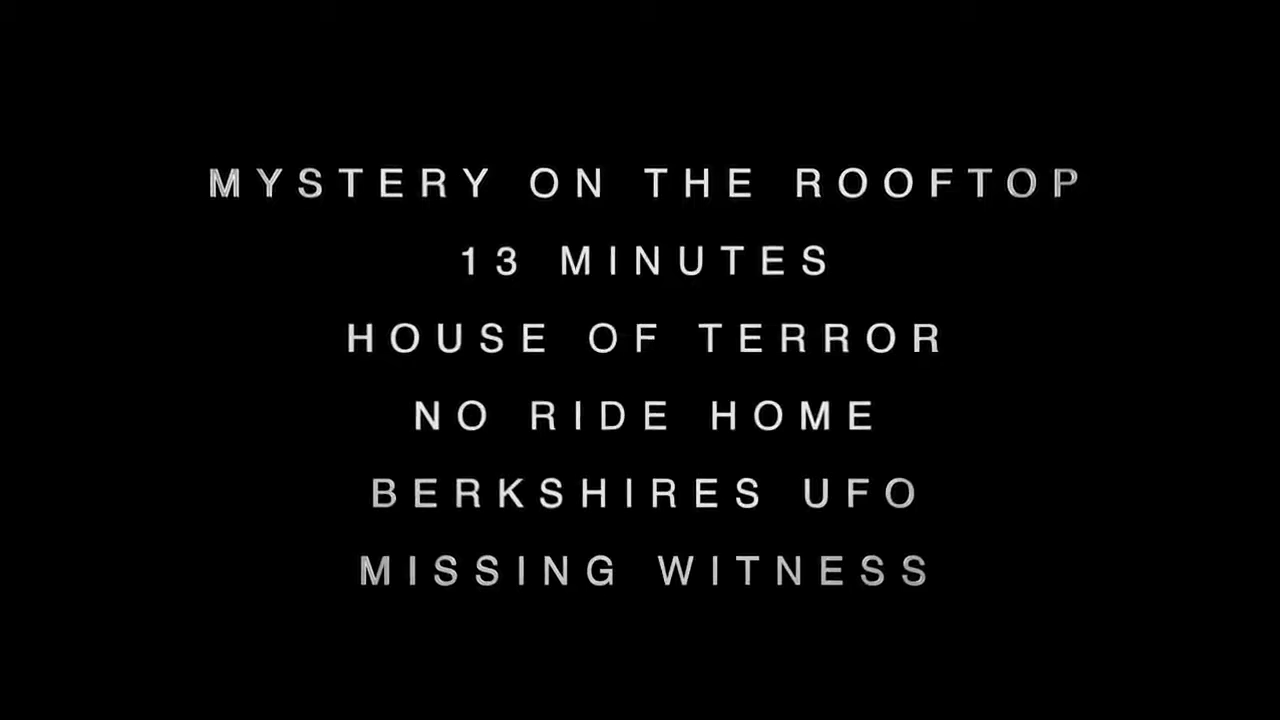 MYSTERY ON THE ROOFTOP
13 MINUTES
HOUSE OF TERROR
NO RIDE HOME
BERKSHIRES UFO
MISSING WITNESS